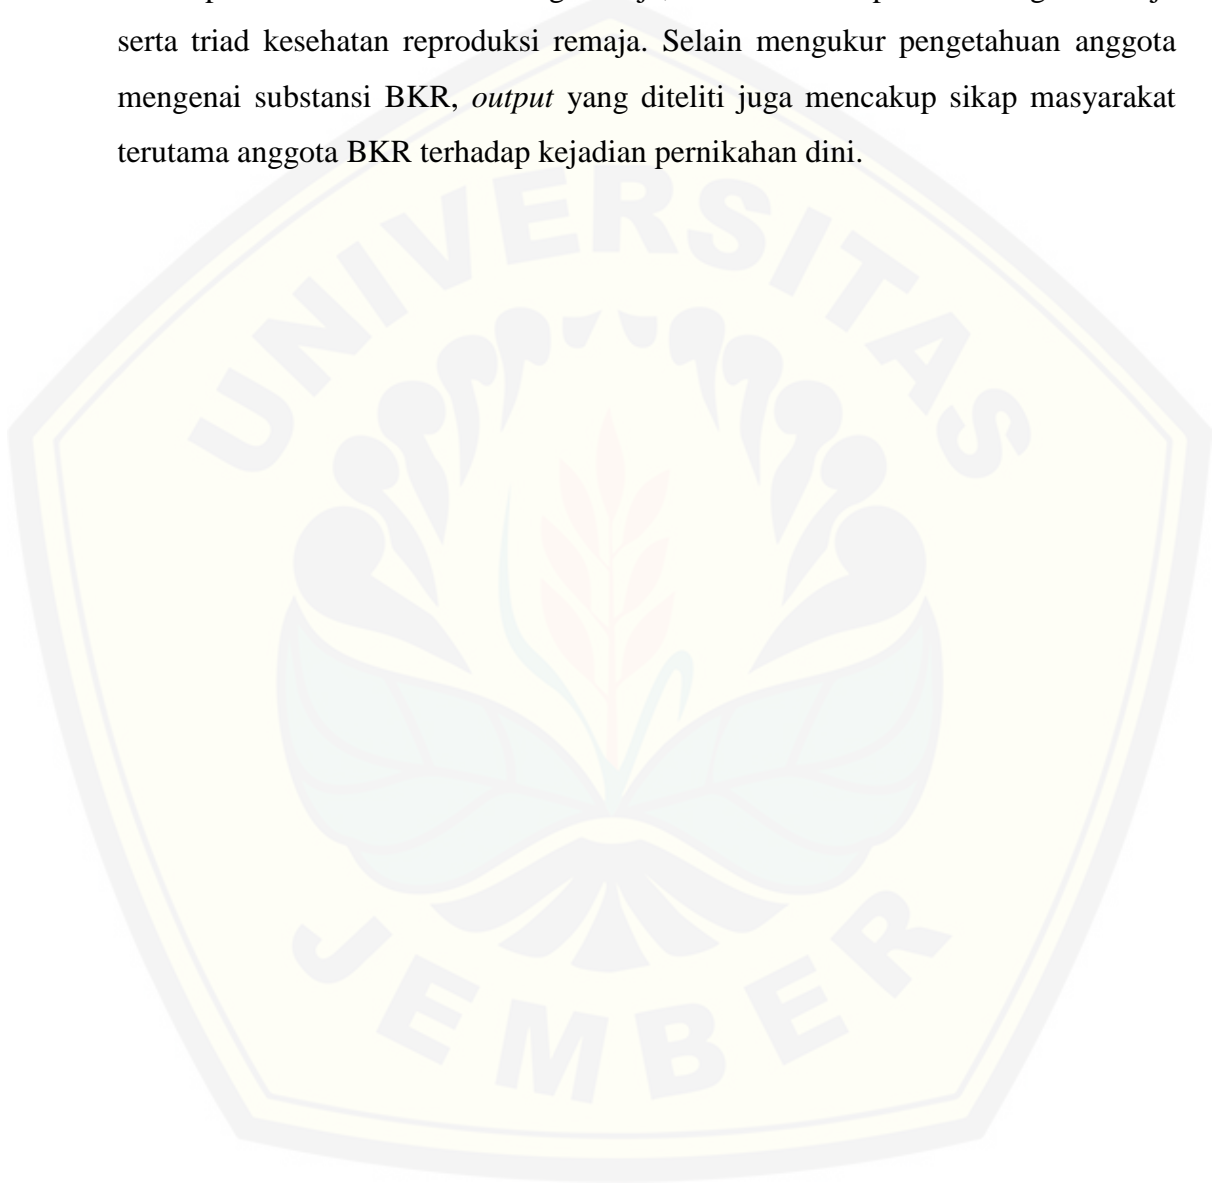 serta triad kesehatan reproduksi remaja. Selain mengukur pengetahuan anggota
mengenai substansi BKR, output yang diteliti juga mencakup sikap masyarakat
terutama anggota BKR terhadap kejadian pernikahan dini.
UNIVERSITAS
JEMBER